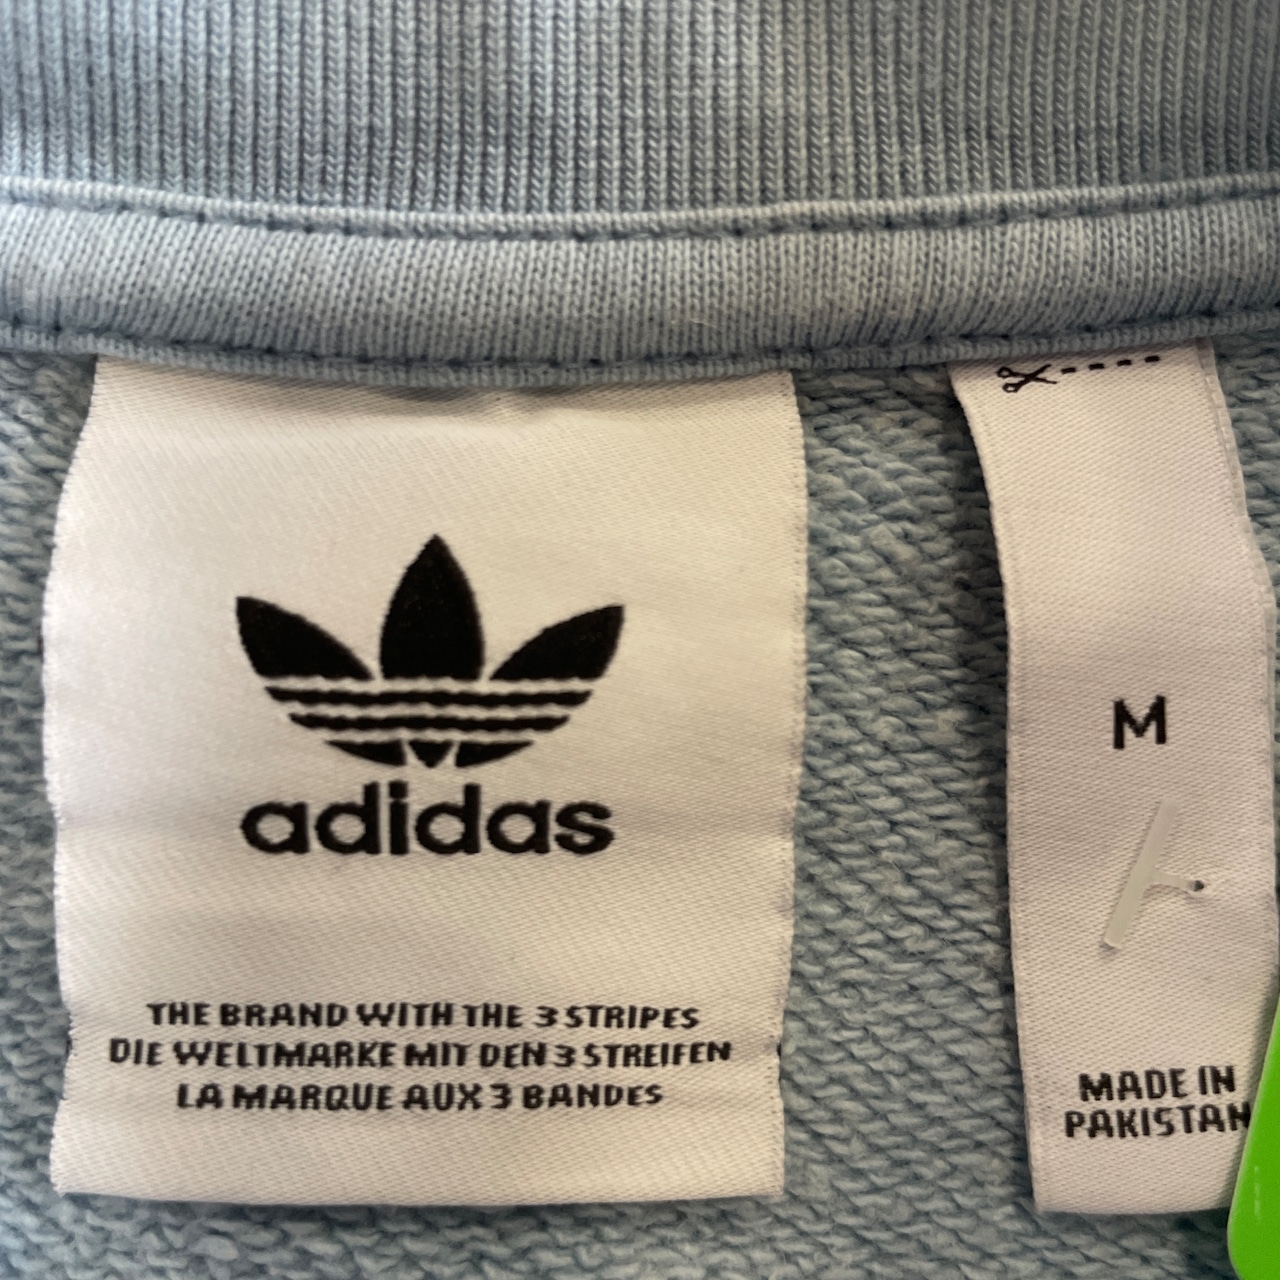 adidas
THE BRAND WITH THE 3 STRIPES
DIE WELTMARKE MIT DEN 3 STREIFEN
LA MARQUE AUX 3 BANDES
M
MADE IN
PAKISTAN